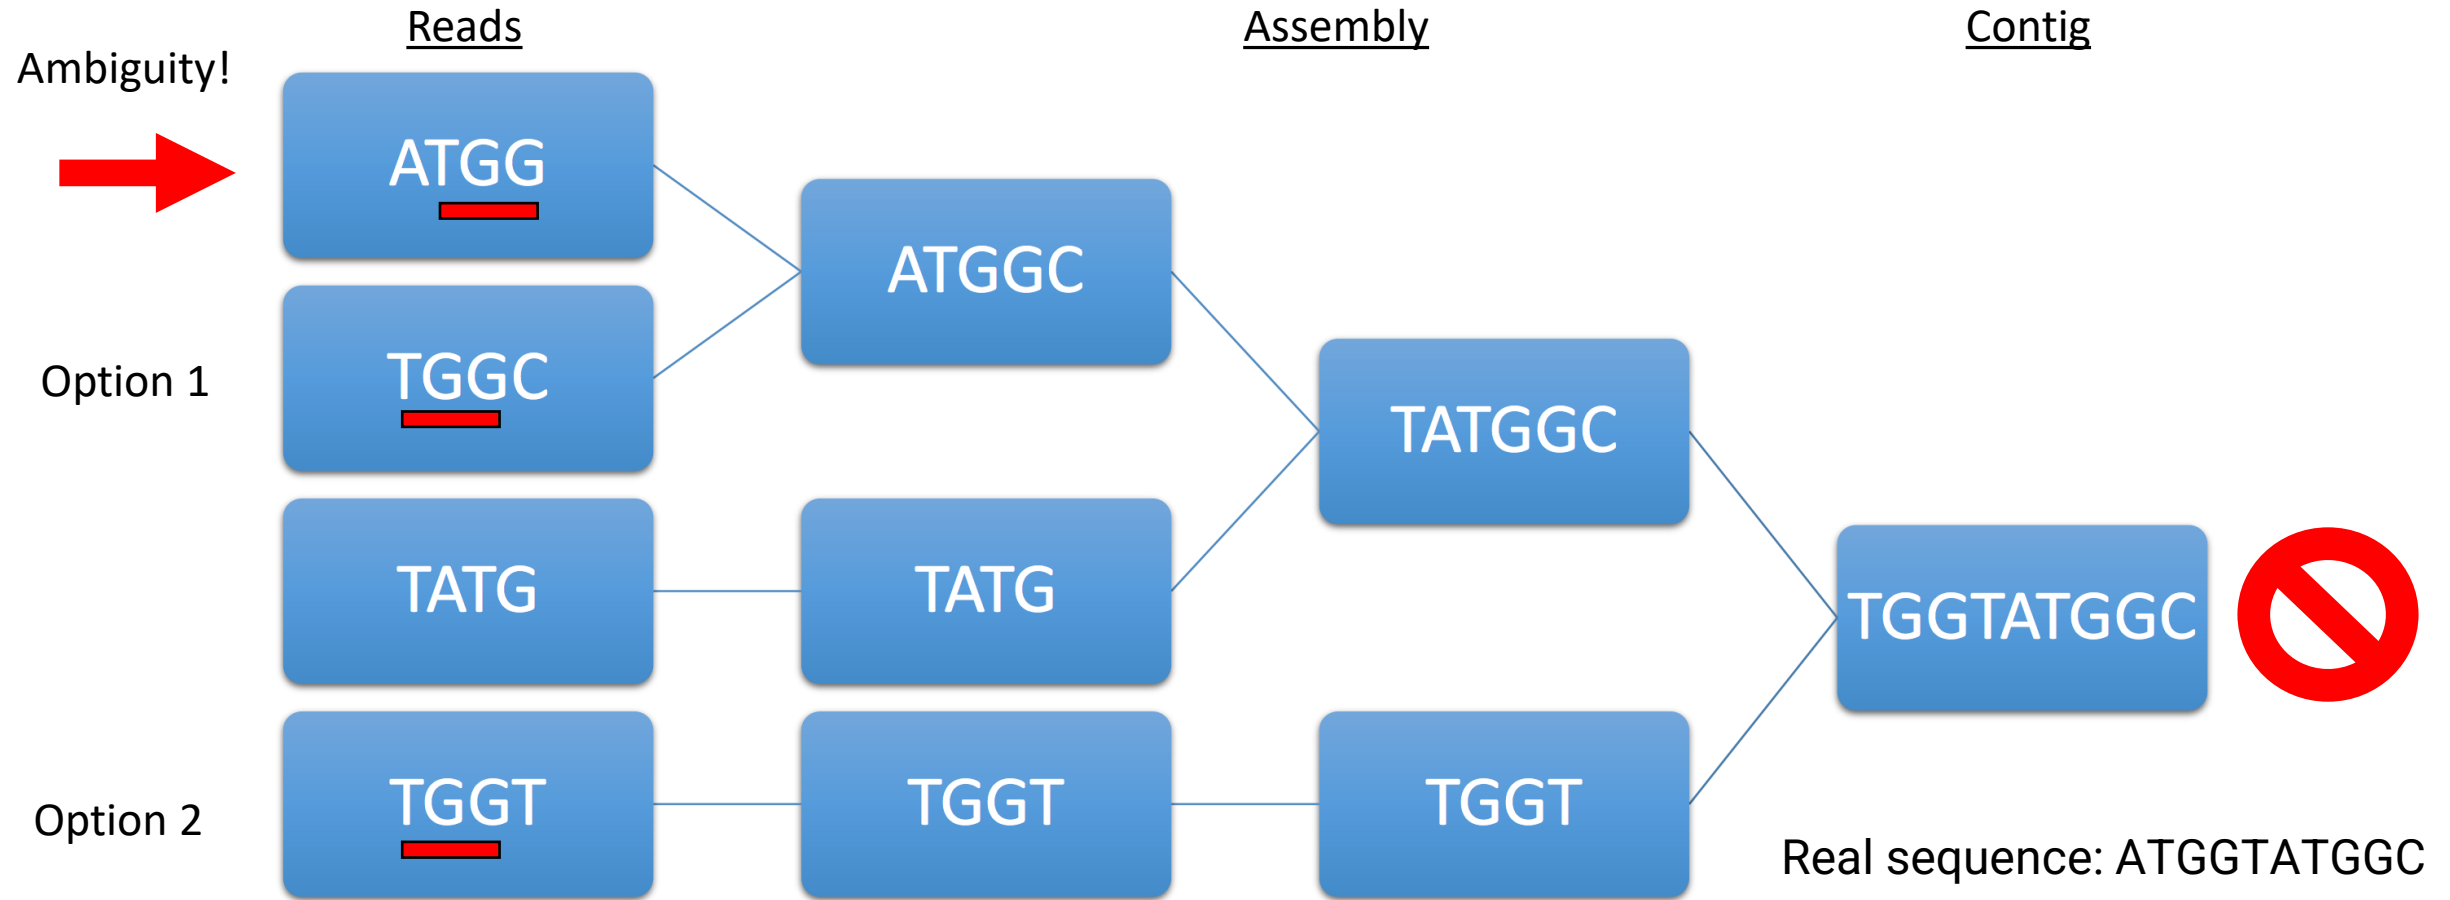 Reads
Assembly
Contig
Ambiguity!
ATGG
ATGGC
Option 1
TGGC
TATGGC
TATG
TATG
TGGTATGGC
Option 2
TGGT
TGGT
TGGT
Real sequence: ATGGTATGGC